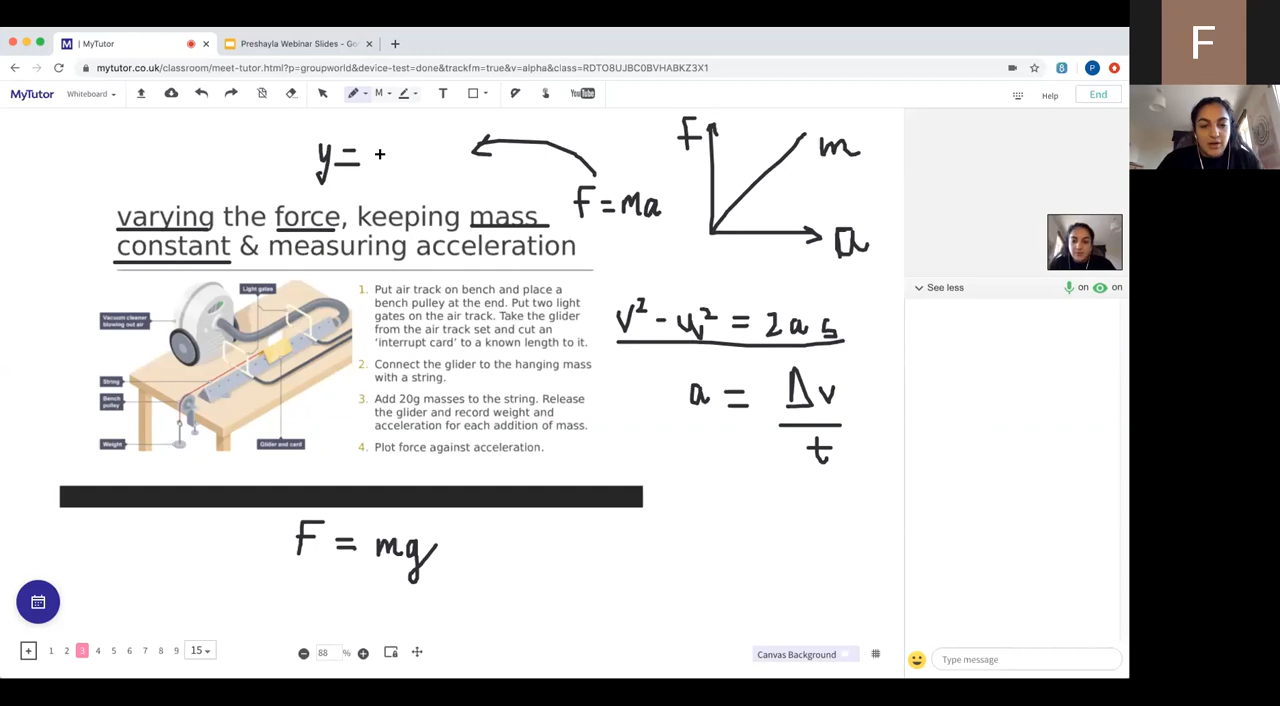 F
M | MyTutor
Preshayla Webinar Slides - Go
mytutor.co.uk/classroom/meet-tutor.html?p=groupworld&device-test=done&trackfm=true&v=alpha&class=RDTO8UJBC0BVHABKZ3X1
8
P
MyTutor
Whiteboard
M
T
YouTube
Help
End
y =
F = ma
F
m
a
varying the force, keeping mass
constant & measuring acceleration
Light gates
Vacuum cleaner
blowing out air
String
Bench
pulley
Weight
Glider and card
1. Put air track on bench and place a
bench pulley at the end. Put two light
gates on the air track. Take the glider
from the air track set and cut an
'interrupt card' to a known length to it.
2. Connect the glider to the hanging mass
with a string.
3. Add 20g masses to the string. Release
the glider and record weight and
acceleration for each addition of mass.
4. Plot force against acceleration.
v² - u² = 2as
a = Δv
t
F = mg
See less
on
on
1 2 3 4 5 6 7 8 9 15
88 %
Canvas Background
Type message